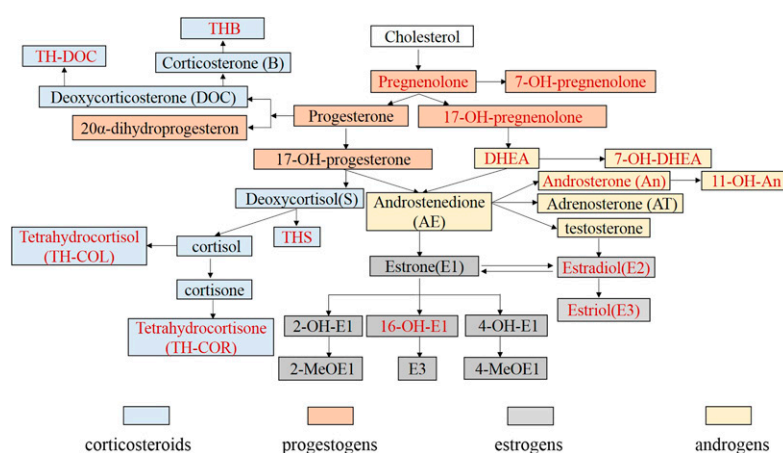 THB
Cholesterol
TH-DOC
Corticosterone (B)
Pregnenolone
7-OH-pregnenolone
Deoxycorticosterone (DOC)
Progesterone
17-OH-pregnenolone
20α-dihydroprogesteron
17-OH-progesterone
DHEA
7-OH-DHEA
Androsterone (An)
11-OH-An
Deoxycortisol(S)
Androstenedione
(AE)
Adrenosterone (AT)
testosterone
Tetrahydrocortisol
(TH-COL)
cortisol
THS
Estrone(E1)
Estradiol(E2)
cortisone
Estriol(E3)
Tetrahydrocortisone
(TH-COR)
2-OH-E1
16-OH-E1
4-OH-E1
2-MeOE1
E3
4-MeOE1
corticosteroids
progestogens
estrogens
androgens